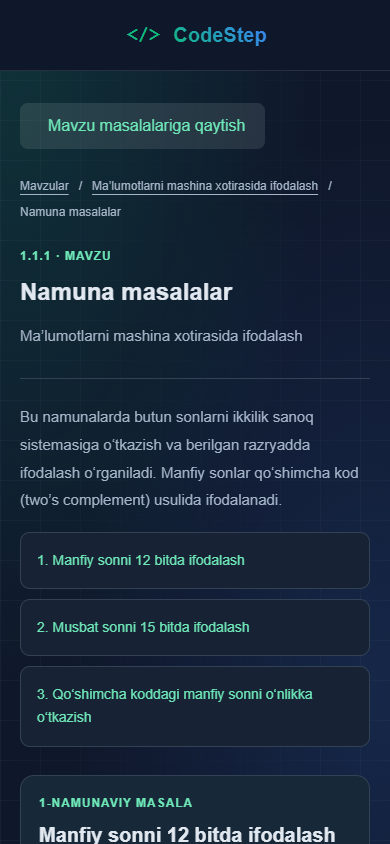 </> CodeStep
Mavzu masalalariga qaytish
Mavzular / Ma’lumotlarni mashina xotirasida ifodalash /
Namuna masalalar
1.1.1 · MAVZU
Namuna masalalar
Ma’lumotlarni mashina xotirasida ifodalash
Bu namunalarda butun sonlarni ikkilik sanoq
sistemasiga o‘tkazish va berilgan razryadda
ifodalash o‘rganiladi. Manfiy sonlar qo‘shimcha kod
(two’s complement) usulida ifodalanadi.
1. Manfiy sonni 12 bitda ifodalash
2. Musbat sonni 15 bitda ifodalash
3. Qo‘shimcha koddagi manfiy sonni o‘nlikka
o‘tkazish
1-NAMUNAVIY MASALA
Manfiy sonni 12 bitda ifodalash